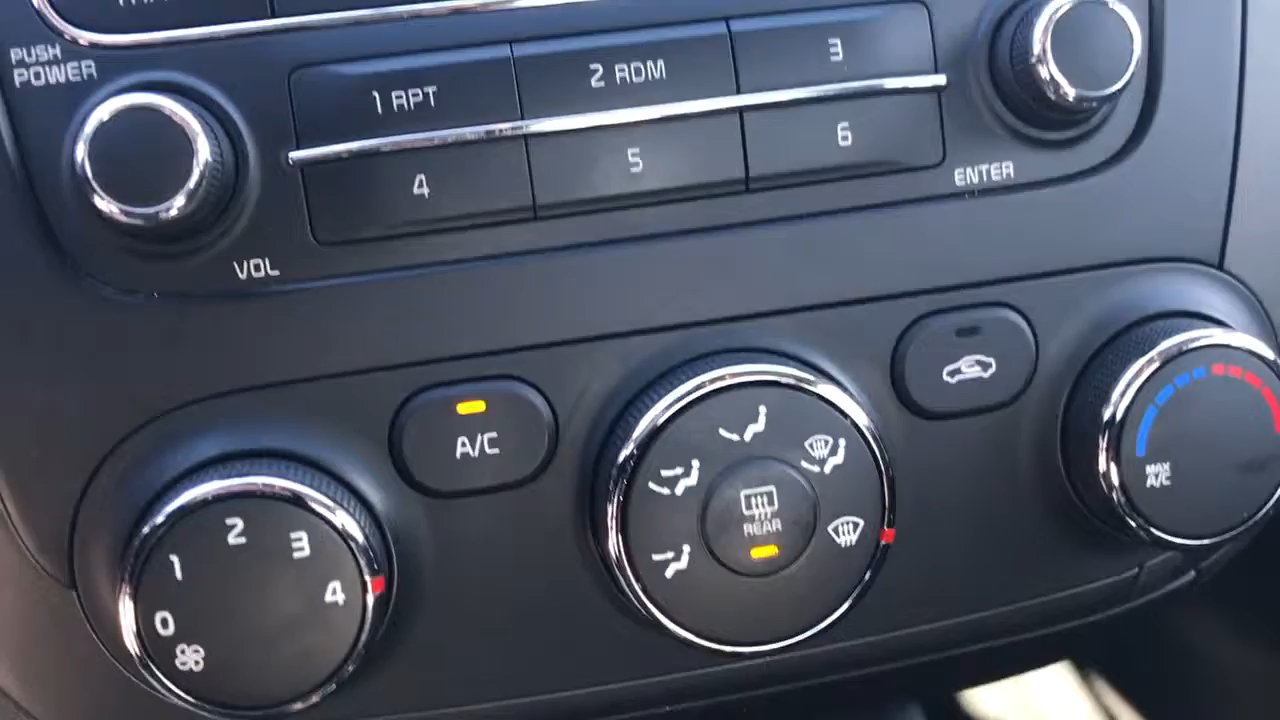 PUSH
POWER
1 RPT
2 RDM
3
4
5
6
VOL
ENTER
A/C
0
1
2
3
4
REAR
MAX
A/C